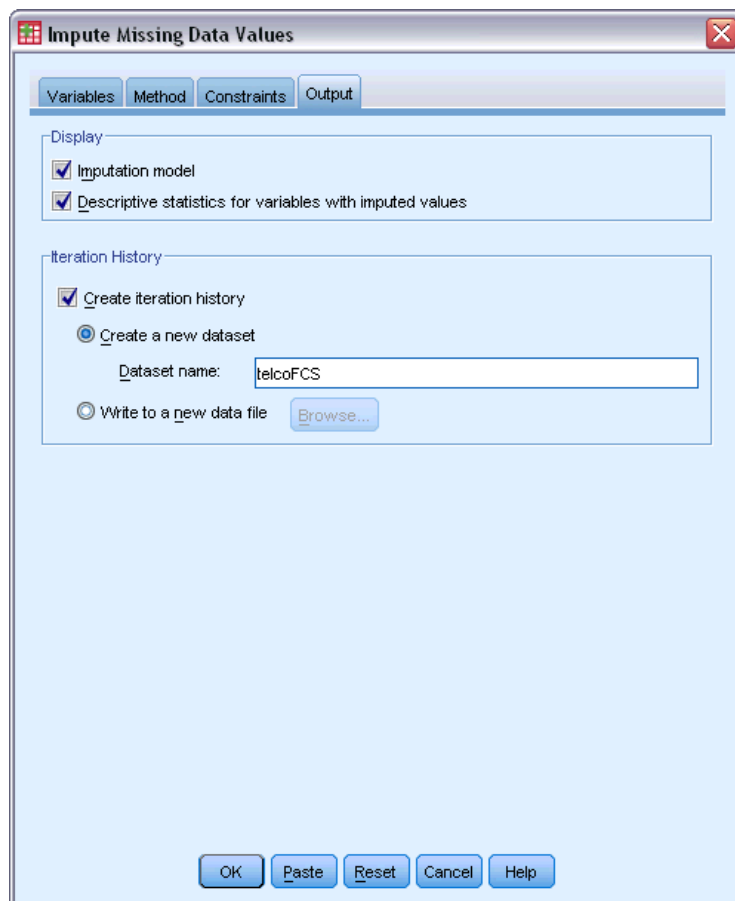 Impute Missing Data Values
Variables Method Constraints Output
Display
Imputation model
Descriptive statistics for variables with imputed values
Iteration History
Create iteration history
Create a new dataset
Dataset name: telcoFCS
Write to a new data file Browse...
OK Paste Reset Cancel Help